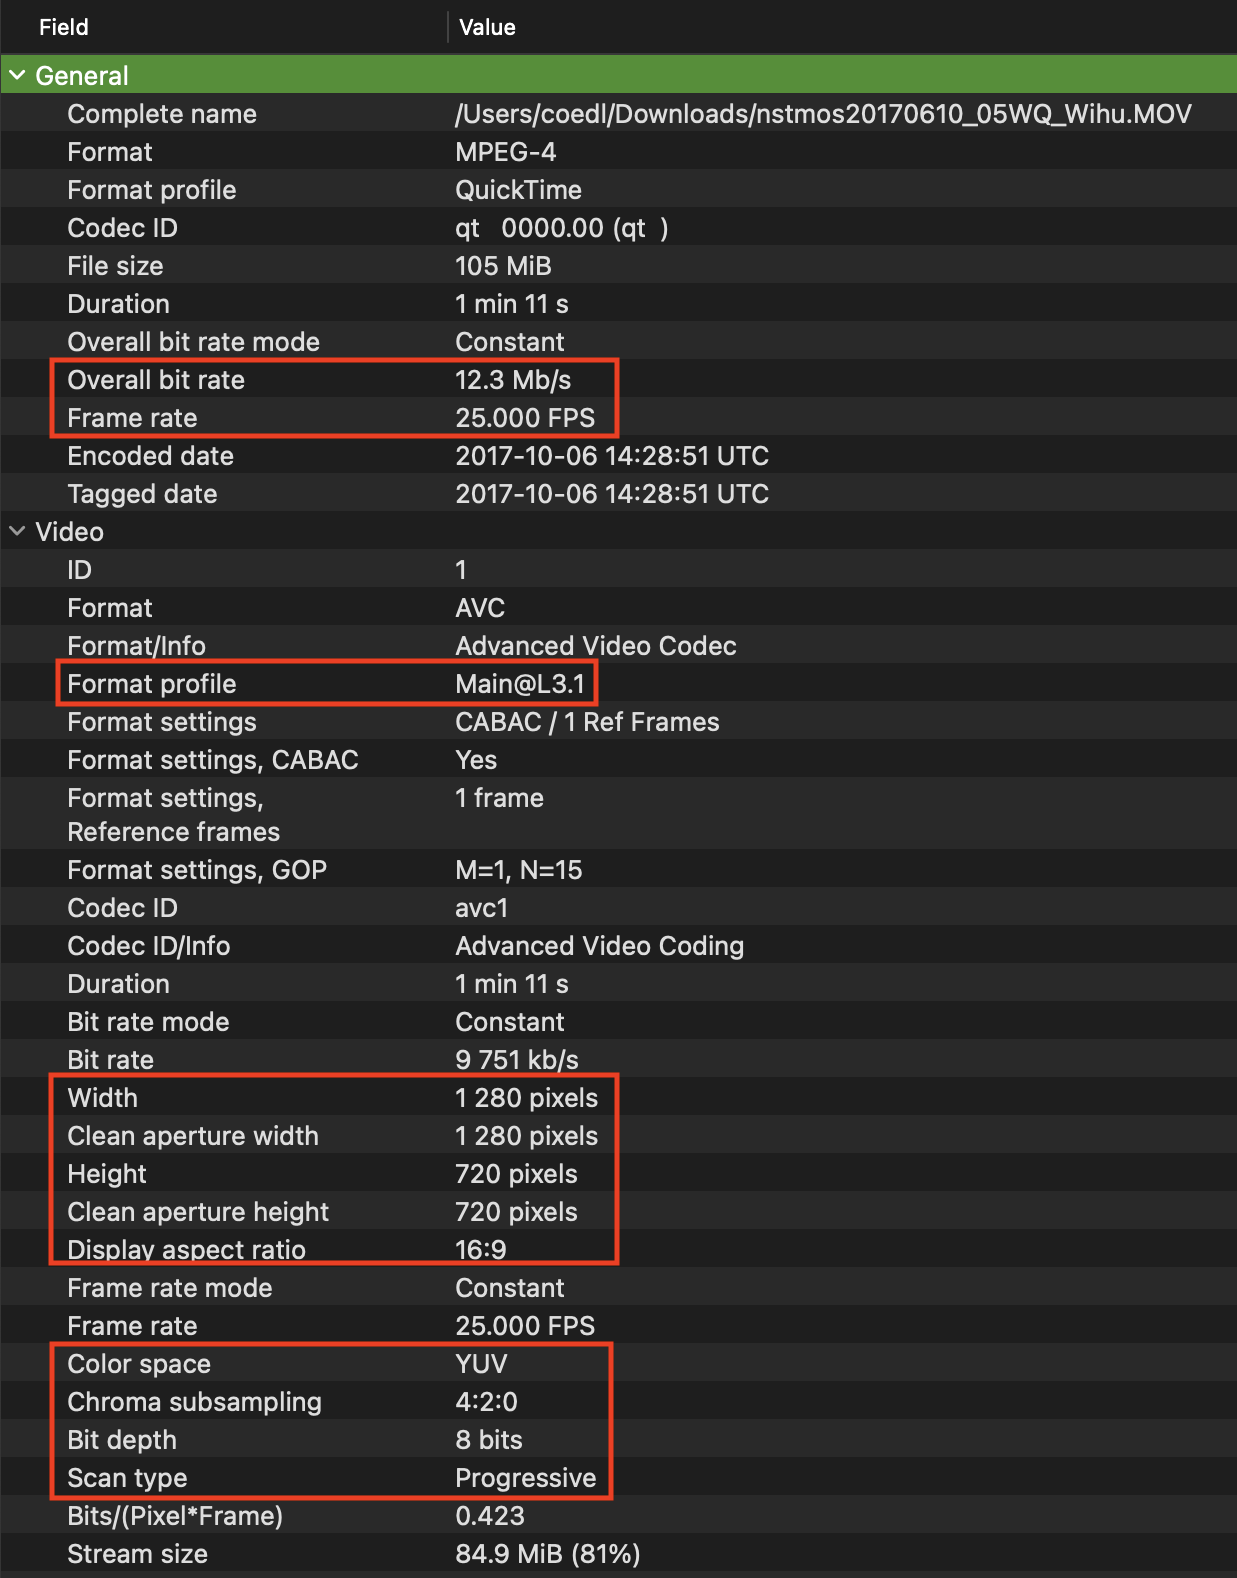 Field Value
General
Complete name /Users/coedl/Downloads/nstmos20170610_05WQ_Wihu.MOV
Format MPEG-4
Format profile QuickTime
Codec ID qt   0000.00 (qt  )
File size 105 MiB
Duration 1 min 11 s
Overall bit rate mode Constant
Overall bit rate 12.3 Mb/s
Frame rate 25.000 FPS
Encoded date 2017-10-06 14:28:51 UTC
Tagged date 2017-10-06 14:28:51 UTC
Video
ID 1
Format AVC
Format/Info Advanced Video Codec
Format profile Main@L3.1
Format settings CABAC / 1 Ref Frames
Format settings, CABAC Yes
Format settings, 1 frame
Reference frames
Format settings, GOP M=1, N=15
Codec ID avc1
Codec ID/Info Advanced Video Coding
Duration 1 min 11 s
Bit rate mode Constant
Bit rate 9 751 kb/s
Width 1 280 pixels
Clean aperture width 1 280 pixels
Height 720 pixels
Clean aperture height 720 pixels
Display aspect ratio 16:9
Frame rate mode Constant
Frame rate 25.000 FPS
Color space YUV
Chroma subsampling 4:2:0
Bit depth 8 bits
Scan type Progressive
Bits/(Pixel*Frame) 0.423
Stream size 84.9 MiB (81%)